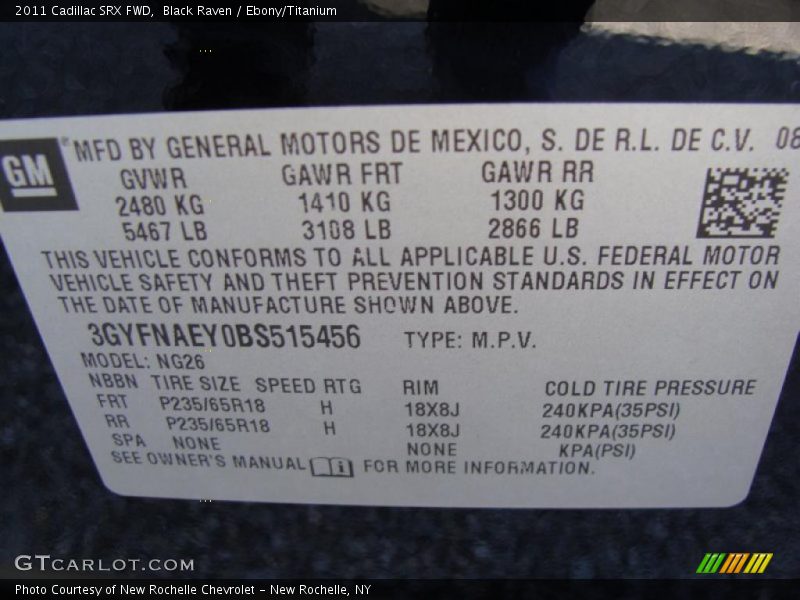 2011 Cadillac SRX FWD,  Black Raven / Ebony/Titanium
GM
® MFD BY GENERAL MOTORS DE MEXICO, S. DE R.L. DE C.V. 08
GVWR GAWR FRT GAWR RR
2480 KG 1410 KG 1300 KG
5467 LB 3108 LB 2866 LB
THIS VEHICLE CONFORMS TO ALL APPLICABLE U.S. FEDERAL MOTOR
VEHICLE SAFETY AND THEFT PREVENTION STANDARDS IN EFFECT ON
THE DATE OF MANUFACTURE SHOWN ABOVE.
3GYFNAEY0BS515456 TYPE: M.P.V.
MODEL: NG26
NBBN TIRE SIZE SPEED RTG RIM COLD TIRE PRESSURE
FRT P235/65R18 H 18X8J 240KPA(35PSI)
RR P235/65R18 H 18X8J 240KPA(35PSI)
SPA NONE NONE KPA(PSI)
SEE OWNER'S MANUAL i FOR MORE INFORMATION.
GTcarlot.com
Photo Courtesy of New Rochelle Chevrolet – New Rochelle, NY